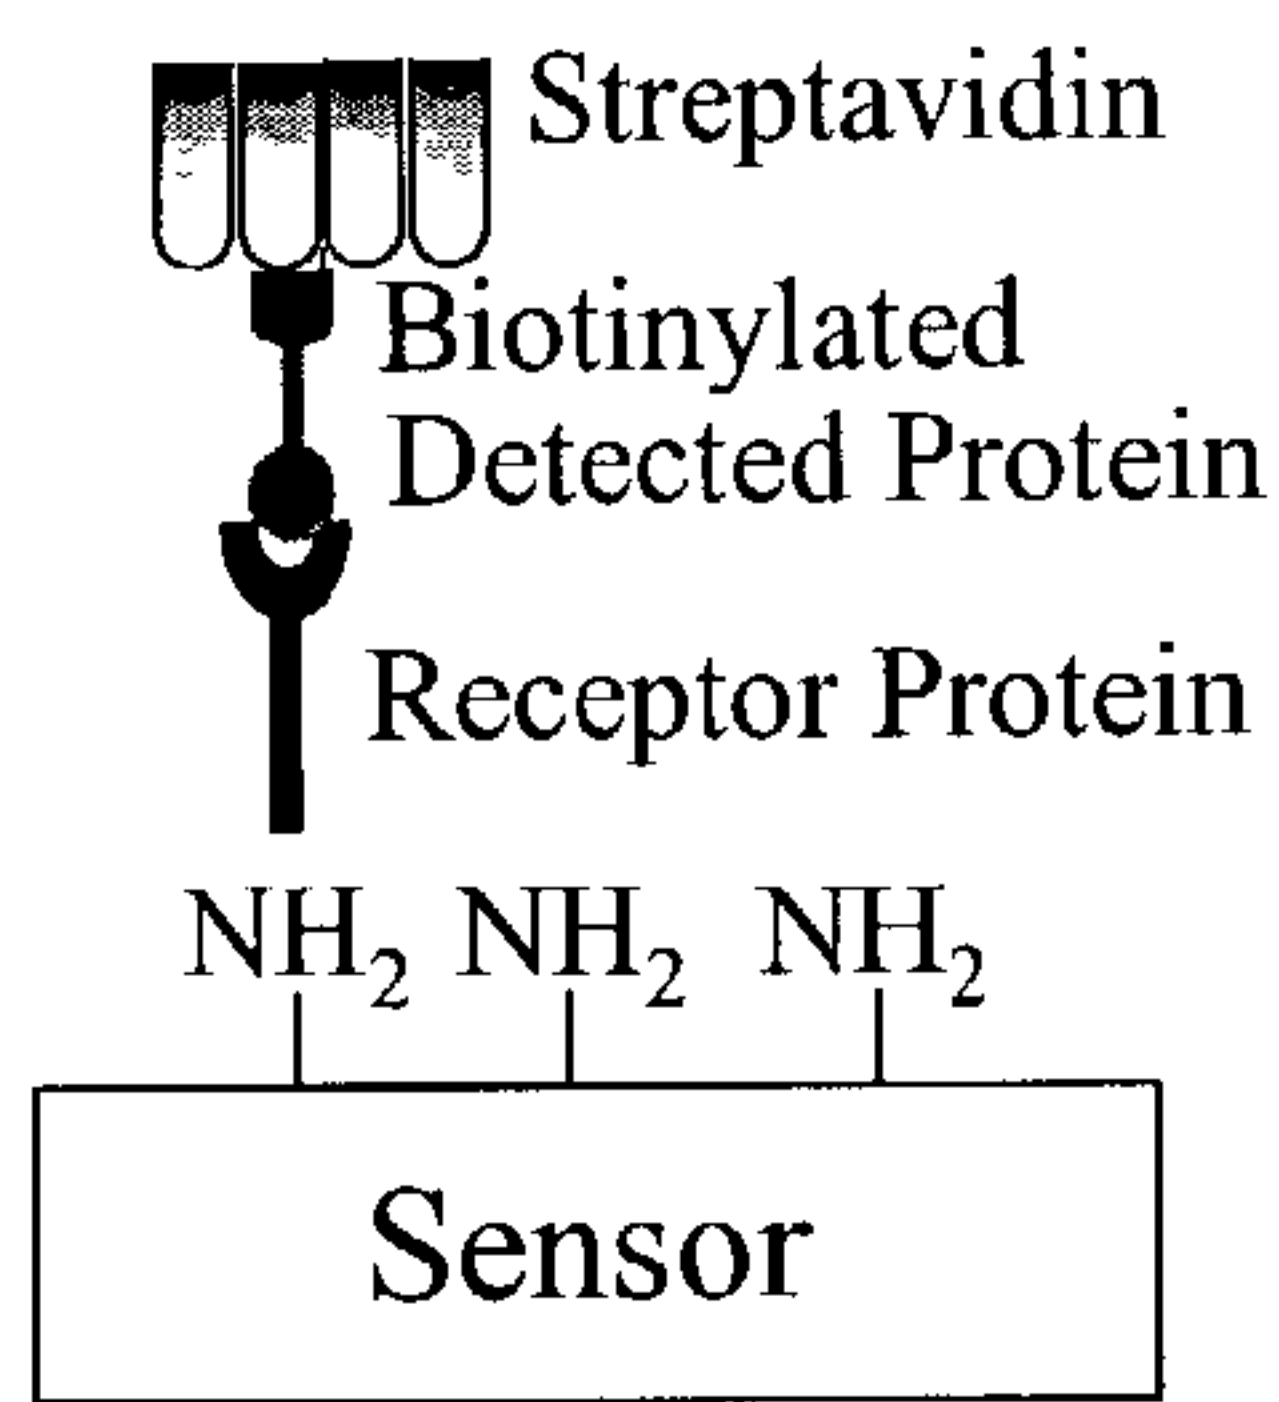 Streptavidin
Biotinylated
Detected Protein
Receptor Protein
NH2 NH2 NH2
Sensor